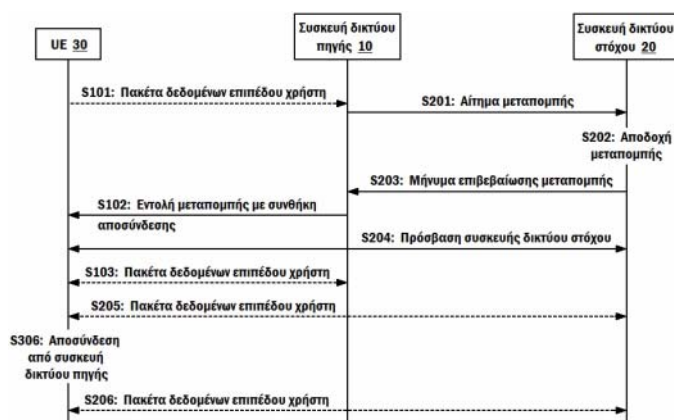 UE 30
Συσκευή δικτύου
πηγής 10
Συσκευή δικτύου
στόχου 20
S101: Πακέτα δεδομένων επιπέδου χρήστη
S201: Αίτημα μεταπομπής
S202: Αποδοχή
μεταπομπής
S203: Μήνυμα επιβεβαίωσης μεταπομπής
S102: Εντολή μεταπομπής με συνθήκη
αποσύνδεσης
S204: Πρόσβαση συσκευής δικτύου στόχου
S103: Πακέτα δεδομένων επιπέδου χρήστη
S205: Πακέτα δεδομένων επιπέδου χρήστη
S306: Αποσύνδεση
από συσκευή
δικτύου πηγής
S206: Πακέτα δεδομένων επιπέδου χρήστη